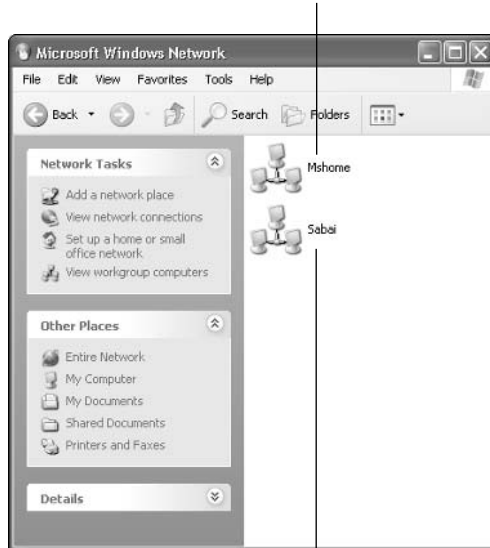 Microsoft Windows Network
File Edit View Favorites Tools Help
Back Search Folders
Network Tasks
Add a network place
View network connections
Set up a home or small
office network
View workgroup computers
Other Places
Entire Network
My Computer
My Documents
Shared Documents
Printers and Faxes
Details
Mshome
Sabai